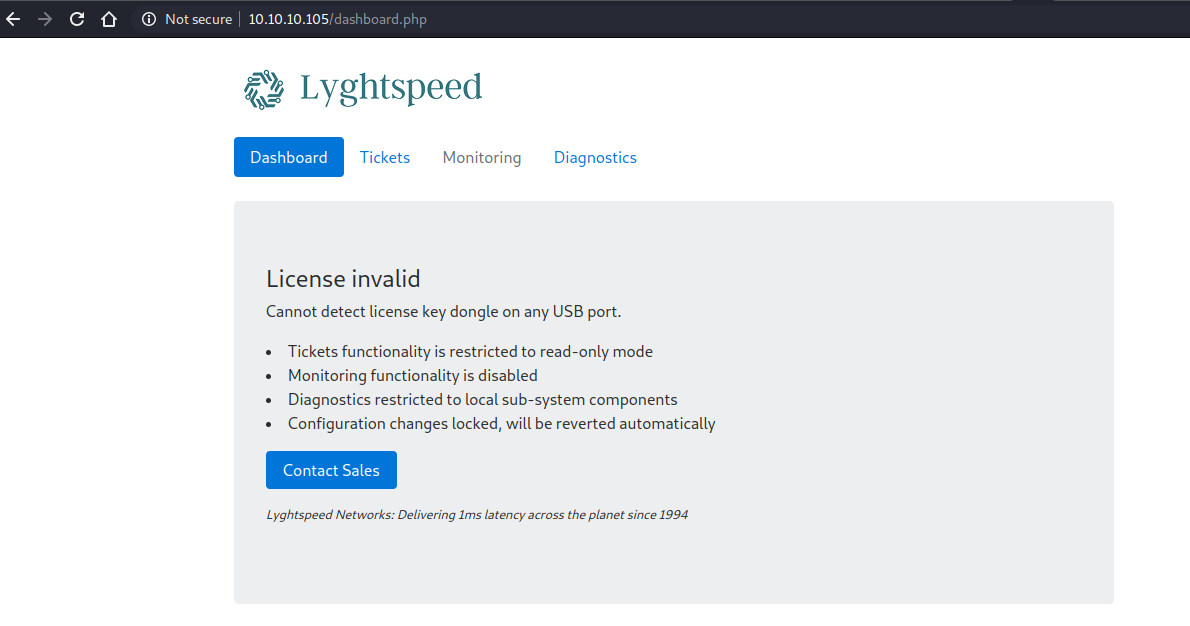 Not secure | 10.10.10.105/dashboard.php
Lyghtspeed
Dashboard Tickets Monitoring Diagnostics
License invalid
Cannot detect license key dongle on any USB port.
• Tickets functionality is restricted to read-only mode
• Monitoring functionality is disabled
• Diagnostics restricted to local sub-system components
• Configuration changes locked, will be reverted automatically
Contact Sales
Lyghtspeed Networks: Delivering 1ms latency across the planet since 1994